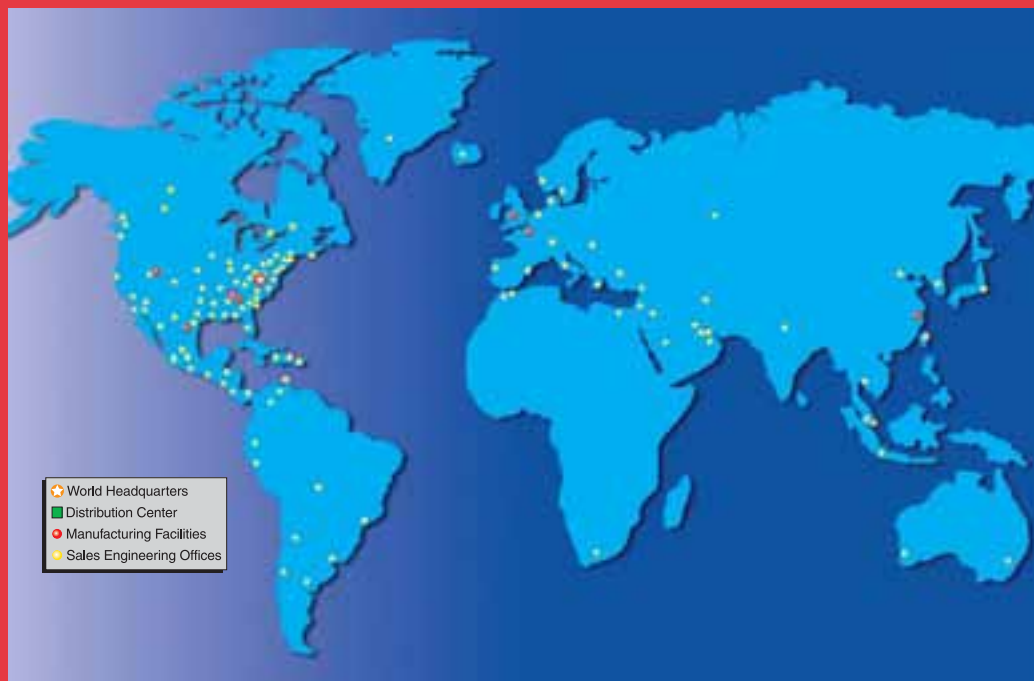 World Headquarters
Distribution Center
Manufacturing Facilities
Sales Engineering Offices